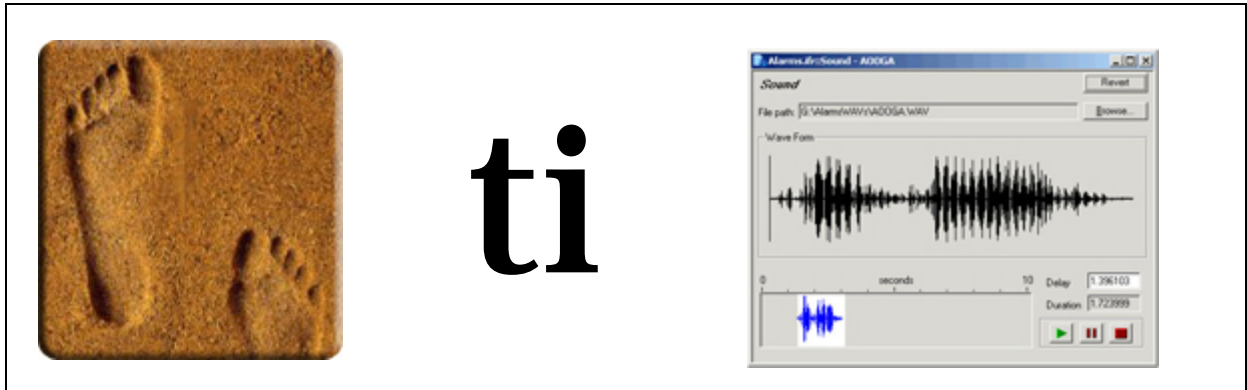 ti
Alarms.ifr::Sound - AOOGA
Sound
Revert
File path: G:\Alarms\WAVs\AOOGA.WAV
Browse...
Wave Form
0 seconds 10
Delay 1.396103
Duration 1.723999